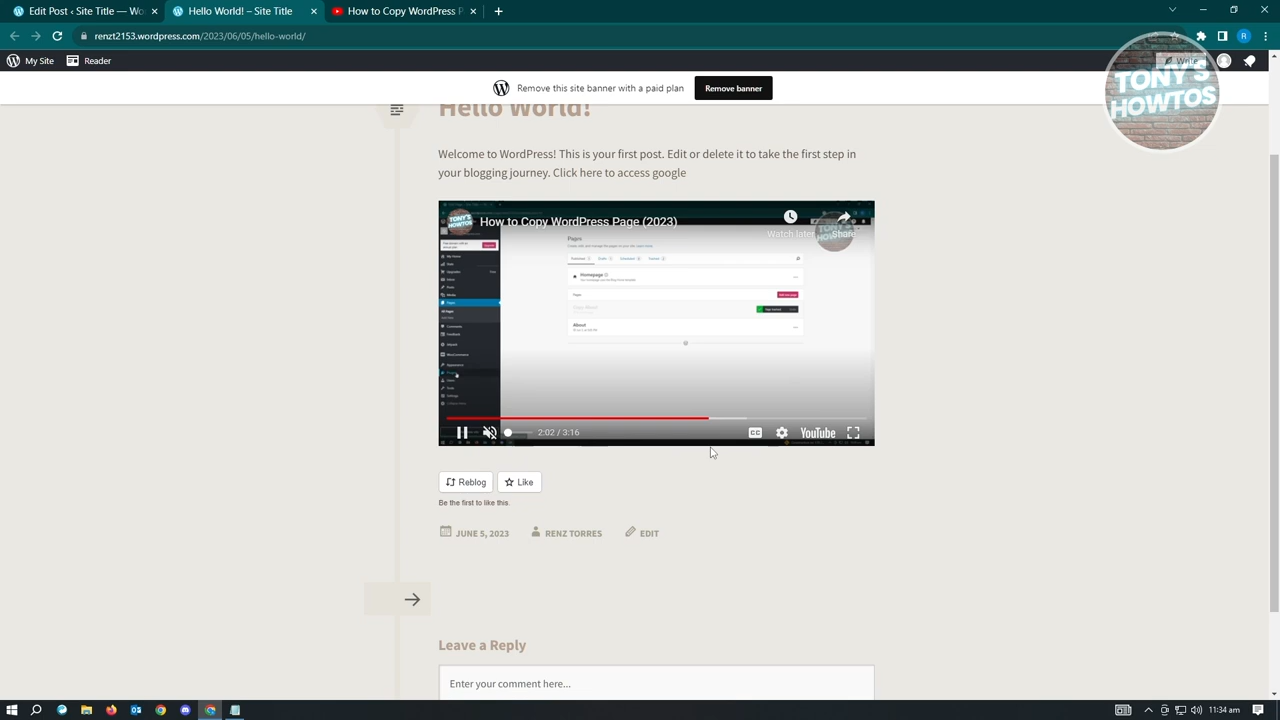 Edit Post ‹ Site Title — Wo
Hello World! – Site Title
How to Copy WordPress P
renzt2153.wordpress.com/2023/06/05/hello-world/
Reader
Write
Remove this site banner with a paid plan
Remove banner
TONY'S
HOWTOS
Hello World!
Welcome to WordPress! This is your first post. Edit or delete it to take the first step in
your blogging journey. Click here to access google
How to Copy WordPress Page (2023)
Watch later
Share
Pages
Homepage
About
2:02 / 3:16
CC
YouTube
Reblog
Like
Be the first to like this.
JUNE 5, 2023
RENZ TORRES
EDIT
Leave a Reply
Enter your comment here...
11:34 am